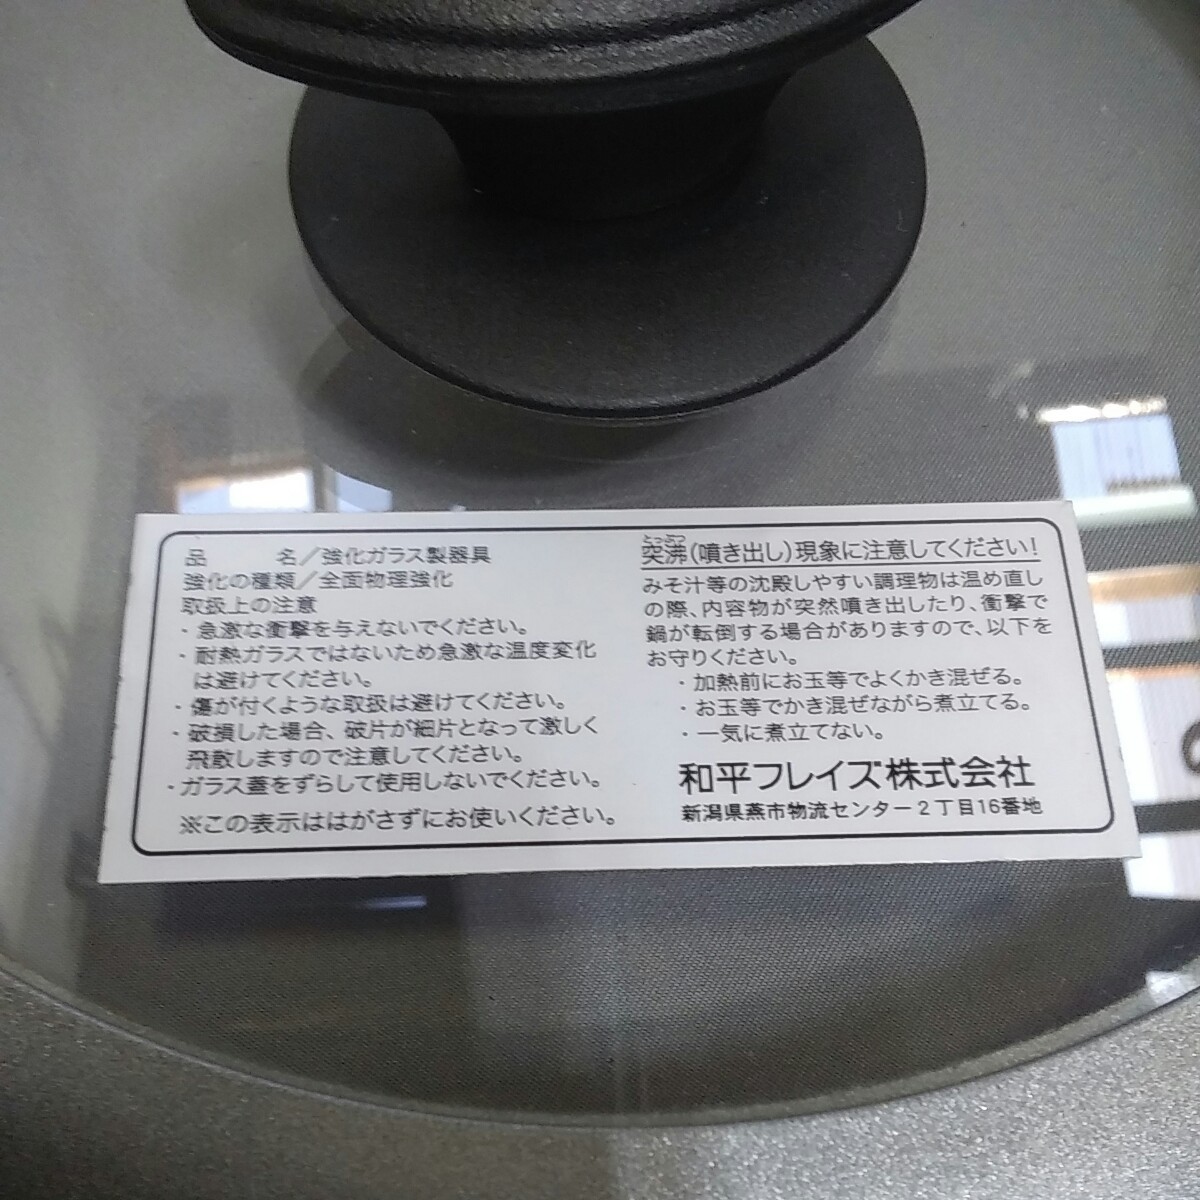 品　　　名／強化ガラス製器具
強化の種類／全面物理強化
取扱上の注意
・急激な衝撃を与えないでください。
・耐熱ガラスではないため急激な温度変化
は避けてください。
・傷が付くような取扱は避けてください。
・破損した場合、破片が細片となって激しく
飛散しますので注意してください。
・ガラス蓋をずらして使用しないでください。
※この表示ははがさずにお使いください。
とっぷつ
突沸(噴き出し)現象に注意してください!
みそ汁等の沈殿しやすい調理物は温め直し
の際、内容物が突然噴き出したり、衝撃で
鍋が転倒する場合がありますので、以下を
お守りください。
・加熱前にお玉等でよくかき混ぜる。
・お玉等でかき混ぜながら煮立てる。
・一気に煮立てない。
和平フレイズ株式会社
新潟県燕市物流センター2丁目16番地